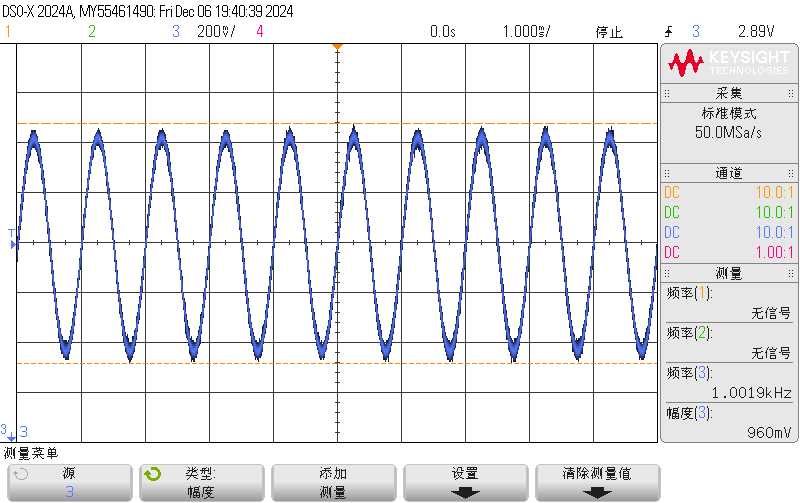 DSO-X 2024A, MY55461490: Fri Dec 06 19:40:39 2024
1 2 3 200mV/ 4 0.0s 1.000ms/ 停止 3 2.89V
KEYSIGHT
TECHNOLOGIES
采集
标准模式
50.0MSa/s
通道
DC 10.0:1
DC 10.0:1
DC 10.0:1
DC 1.00:1
测量
频率(1):
无信号
频率(2):
无信号
频率(3):
1.0019kHz
幅度(3):
960mV
T
3 3
测量菜单
源
3
类型:
幅度
添加
测量
设置
清除测量值